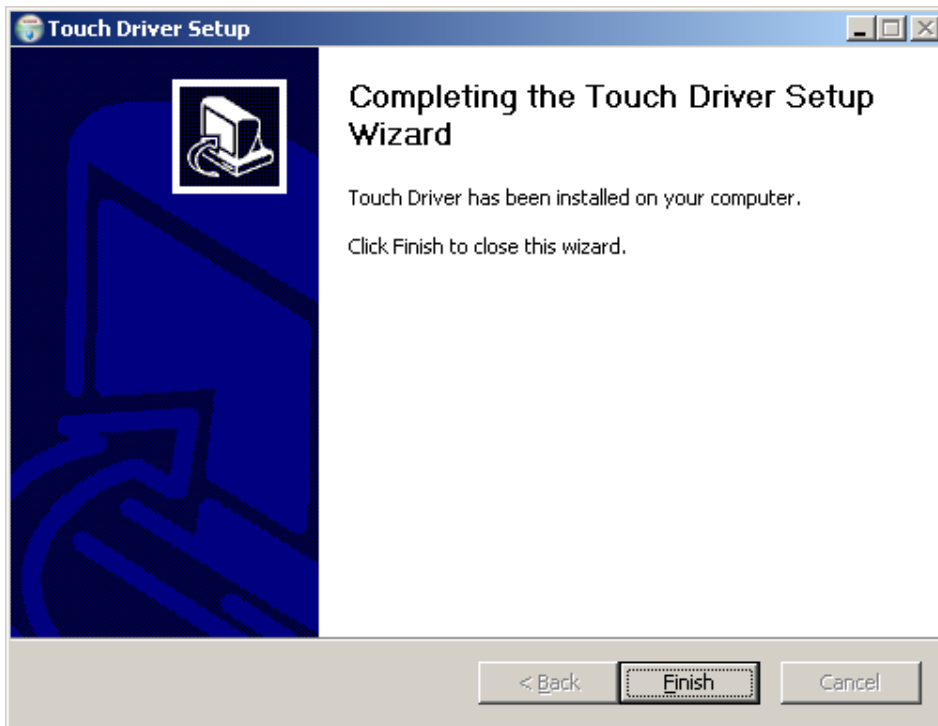 Touch Driver Setup
Completing the Touch Driver Setup
Wizard
Touch Driver has been installed on your computer.
Click Finish to close this wizard.
< Back
Finish
Cancel